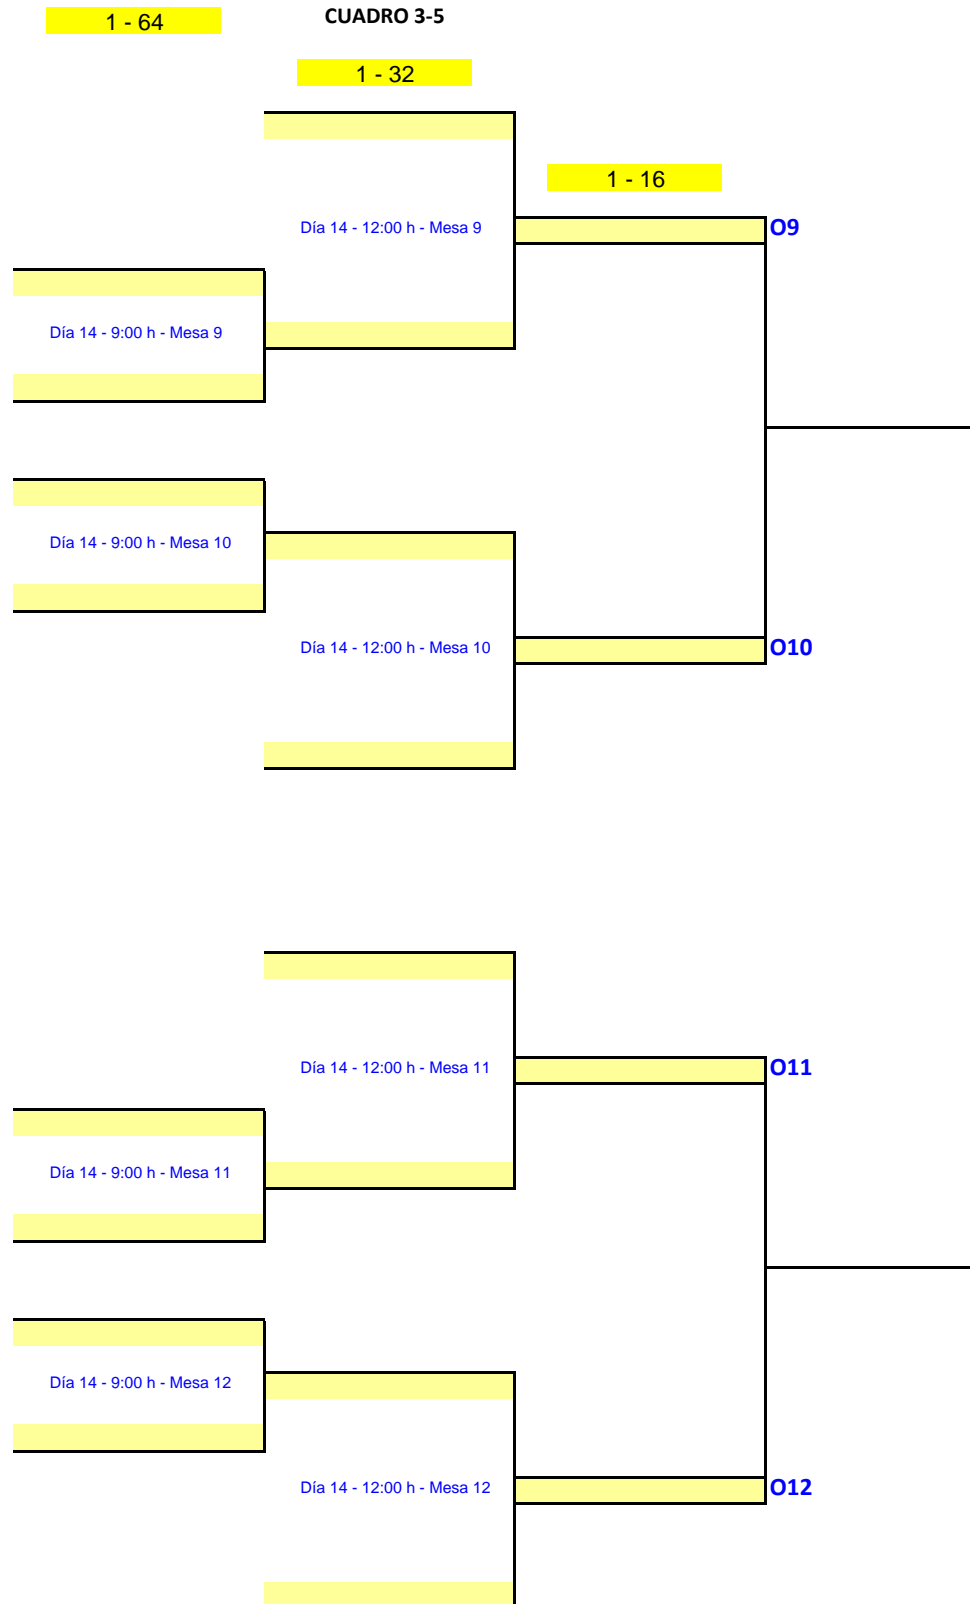 1 - 64
CUADRO 3-5
1 - 32
1 - 16
Día 14 - 12:00 h - Mesa 9
O9
Día 14 - 9:00 h - Mesa 9
Día 14 - 9:00 h - Mesa 10
Día 14 - 12:00 h - Mesa 10
O10
Día 14 - 12:00 h - Mesa 11
O11
Día 14 - 9:00 h - Mesa 11
Día 14 - 9:00 h - Mesa 12
Día 14 - 12:00 h - Mesa 12
O12